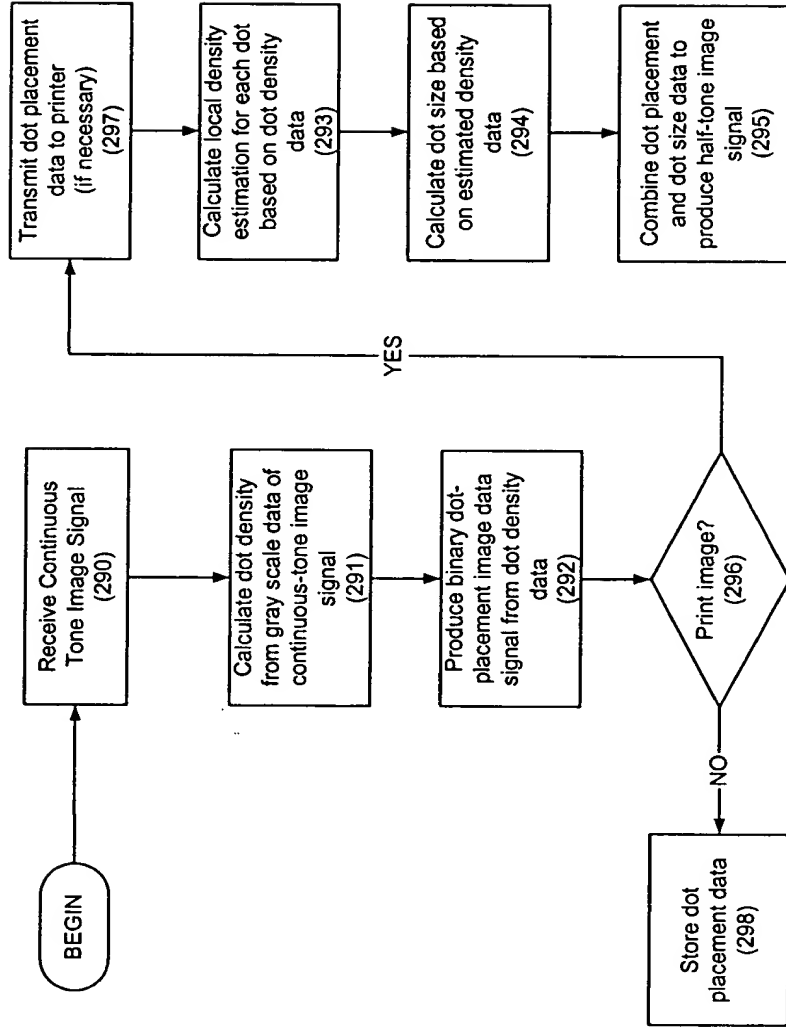 BEGIN
Receive Continuous
Tone Image Signal
(290)
Calculate dot density
from gray scale data of
continuous-tone image
signal
(291)
Produce binary dot-
placement image data
signal from dot density
data
(292)
Print image?
(296)
NO
Store dot
placement data
(298)
YES
Transmit dot placement
data to printer
(if necessary)
(297)
Calculate local density
estimation for each dot
based on dot density
data
(293)
Calculate dot size based
on estimated density
data
(294)
Combine dot placement
and dot size data to
produce half-tone image
signal
(295)